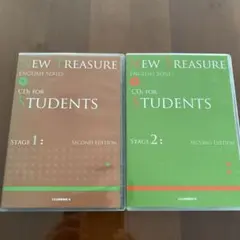 NEW TREASURE
ENGLISH SERIES
CDs FOR
STUDENTS
STAGE 1:
SECOND EDITION
NEW TREASURE
ENGLISH SERIES
CDs FOR
STUDENTS
STAGE 2:
SECOND EDITION